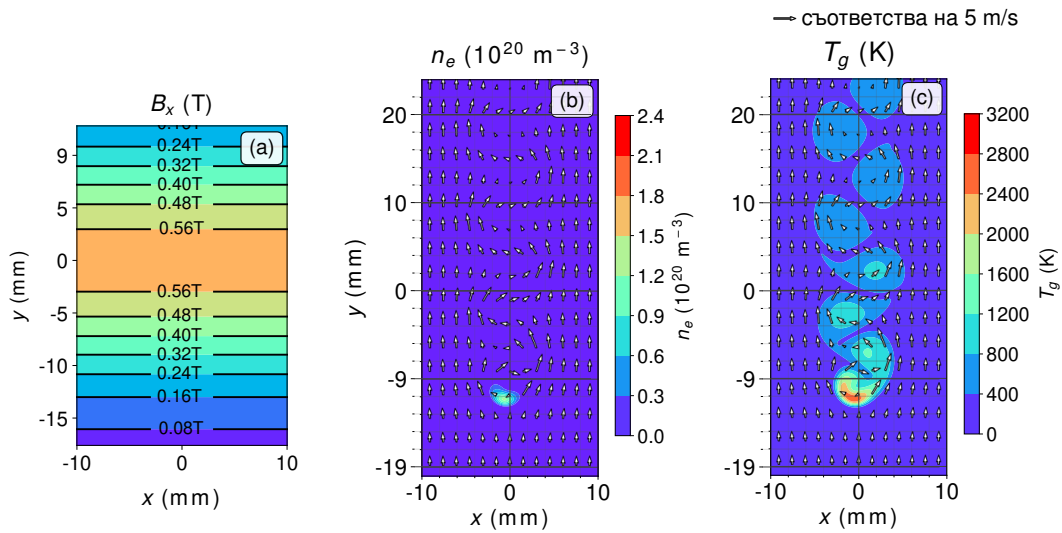 съответства на 5 m/s
B_x (T)
(a)
0.16T
0.24T
0.32T
0.40T
0.48T
0.56T
0.56T
0.48T
0.40T
0.32T
0.24T
0.16T
0.08T
9
5
0
-5
-10
-15
y (mm)
-10
0
10
x (mm)
n_e (10^20 m^−3)
(b)
20
10
0
-9
-19
y (mm)
-10
0
10
x (mm)
2.4
2.1
1.8
1.5
1.2
0.9
0.6
0.3
0.0
n_e (10^20 m^−3)
T_g (K)
(c)
20
10
0
-9
-19
-10
0
10
x (mm)
3200
2800
2400
2000
1600
1200
800
400
0
T_g (K)